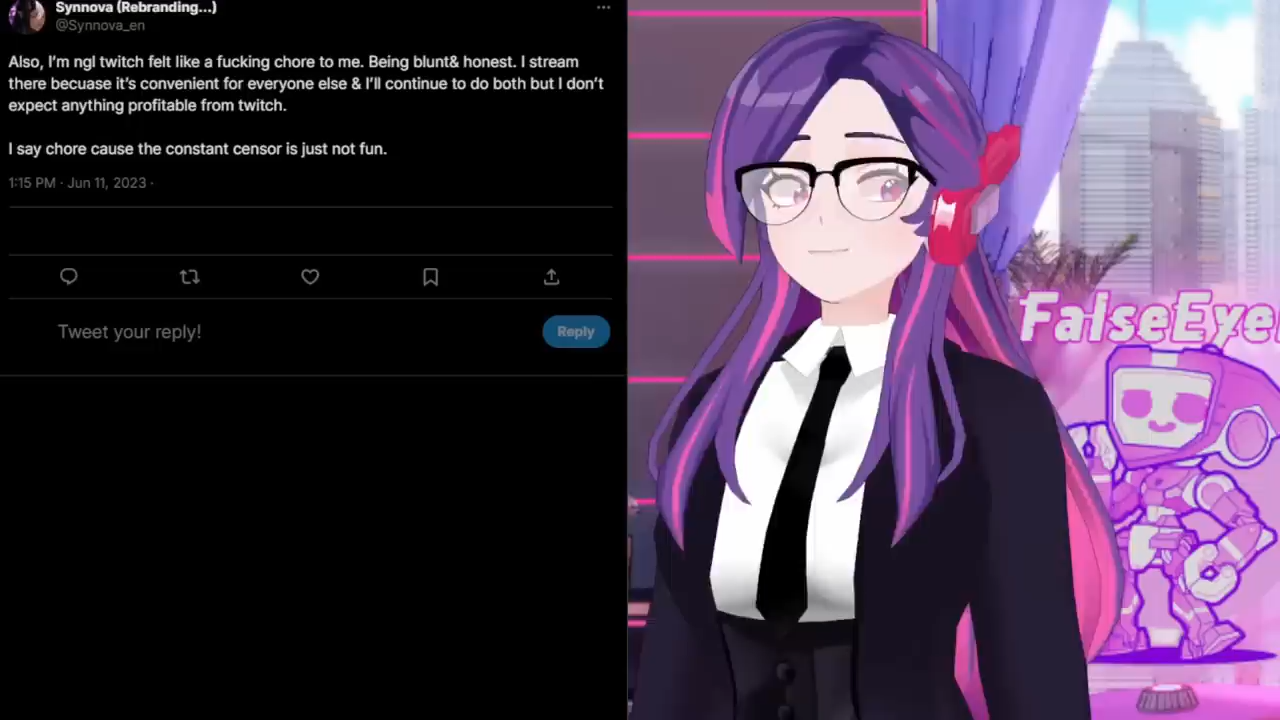 Synnova (Rebranding...)
@Synnova_en
Also, I'm ngl twitch felt like a fucking chore to me. Being blunt& honest. I stream
there becuase it's convenient for everyone else & I'll continue to do both but I don't
expect anything profitable from twitch.
I say chore cause the constant censor is just not fun.
1:15 PM · Jun 11, 2023 ·
Tweet your reply!
Reply
FalseEye